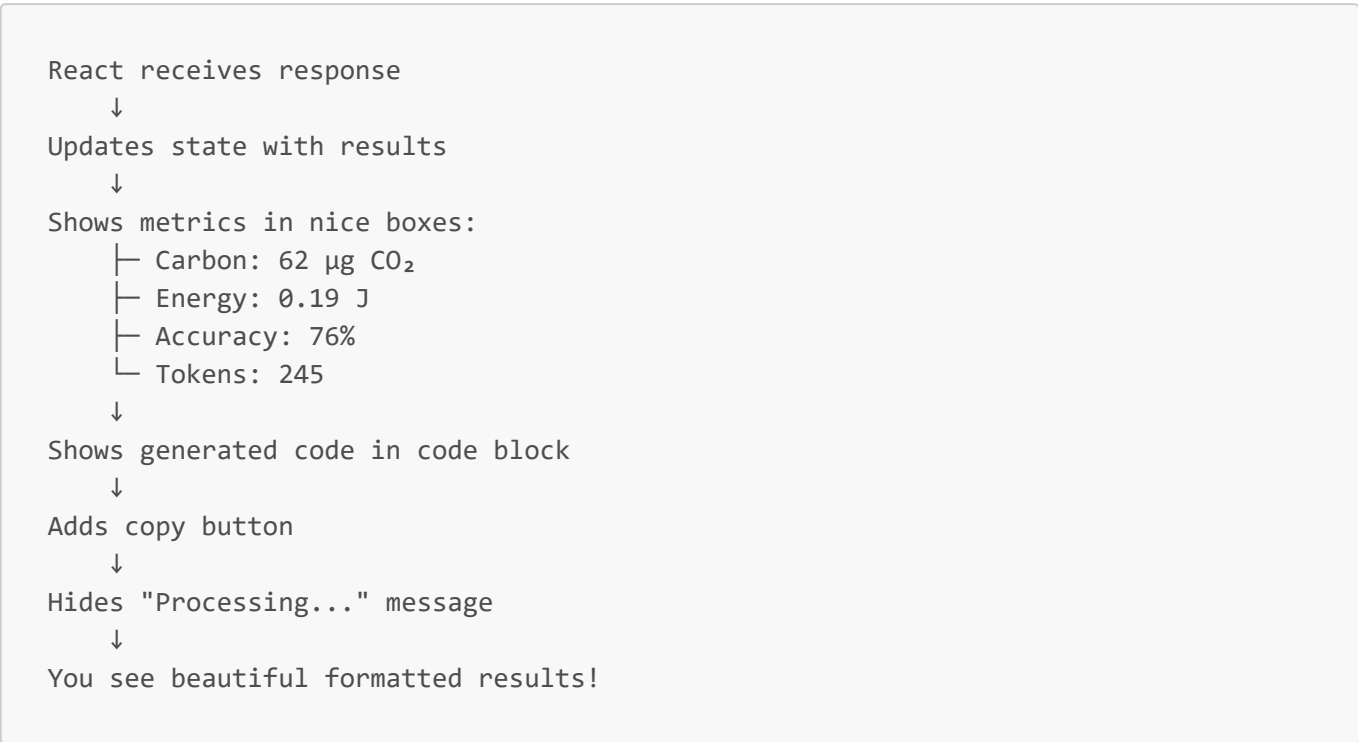 React receives response
↓
Updates state with results
↓
Shows metrics in nice boxes:
├─ Carbon: 62 µg CO₂
├─ Energy: 0.19 J
├─ Accuracy: 76%
└─ Tokens: 245
↓
Shows generated code in code block
↓
Adds copy button
↓
Hides "Processing..." message
↓
You see beautiful formatted results!